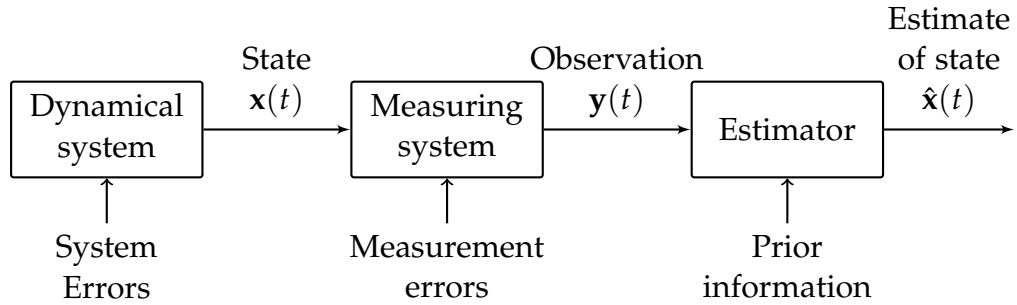 Dynamical
system
State
x(t)
Measuring
system
Observation
y(t)
Estimator
Estimate
of state
x̂(t)
System
Errors
Measurement
errors
Prior
information